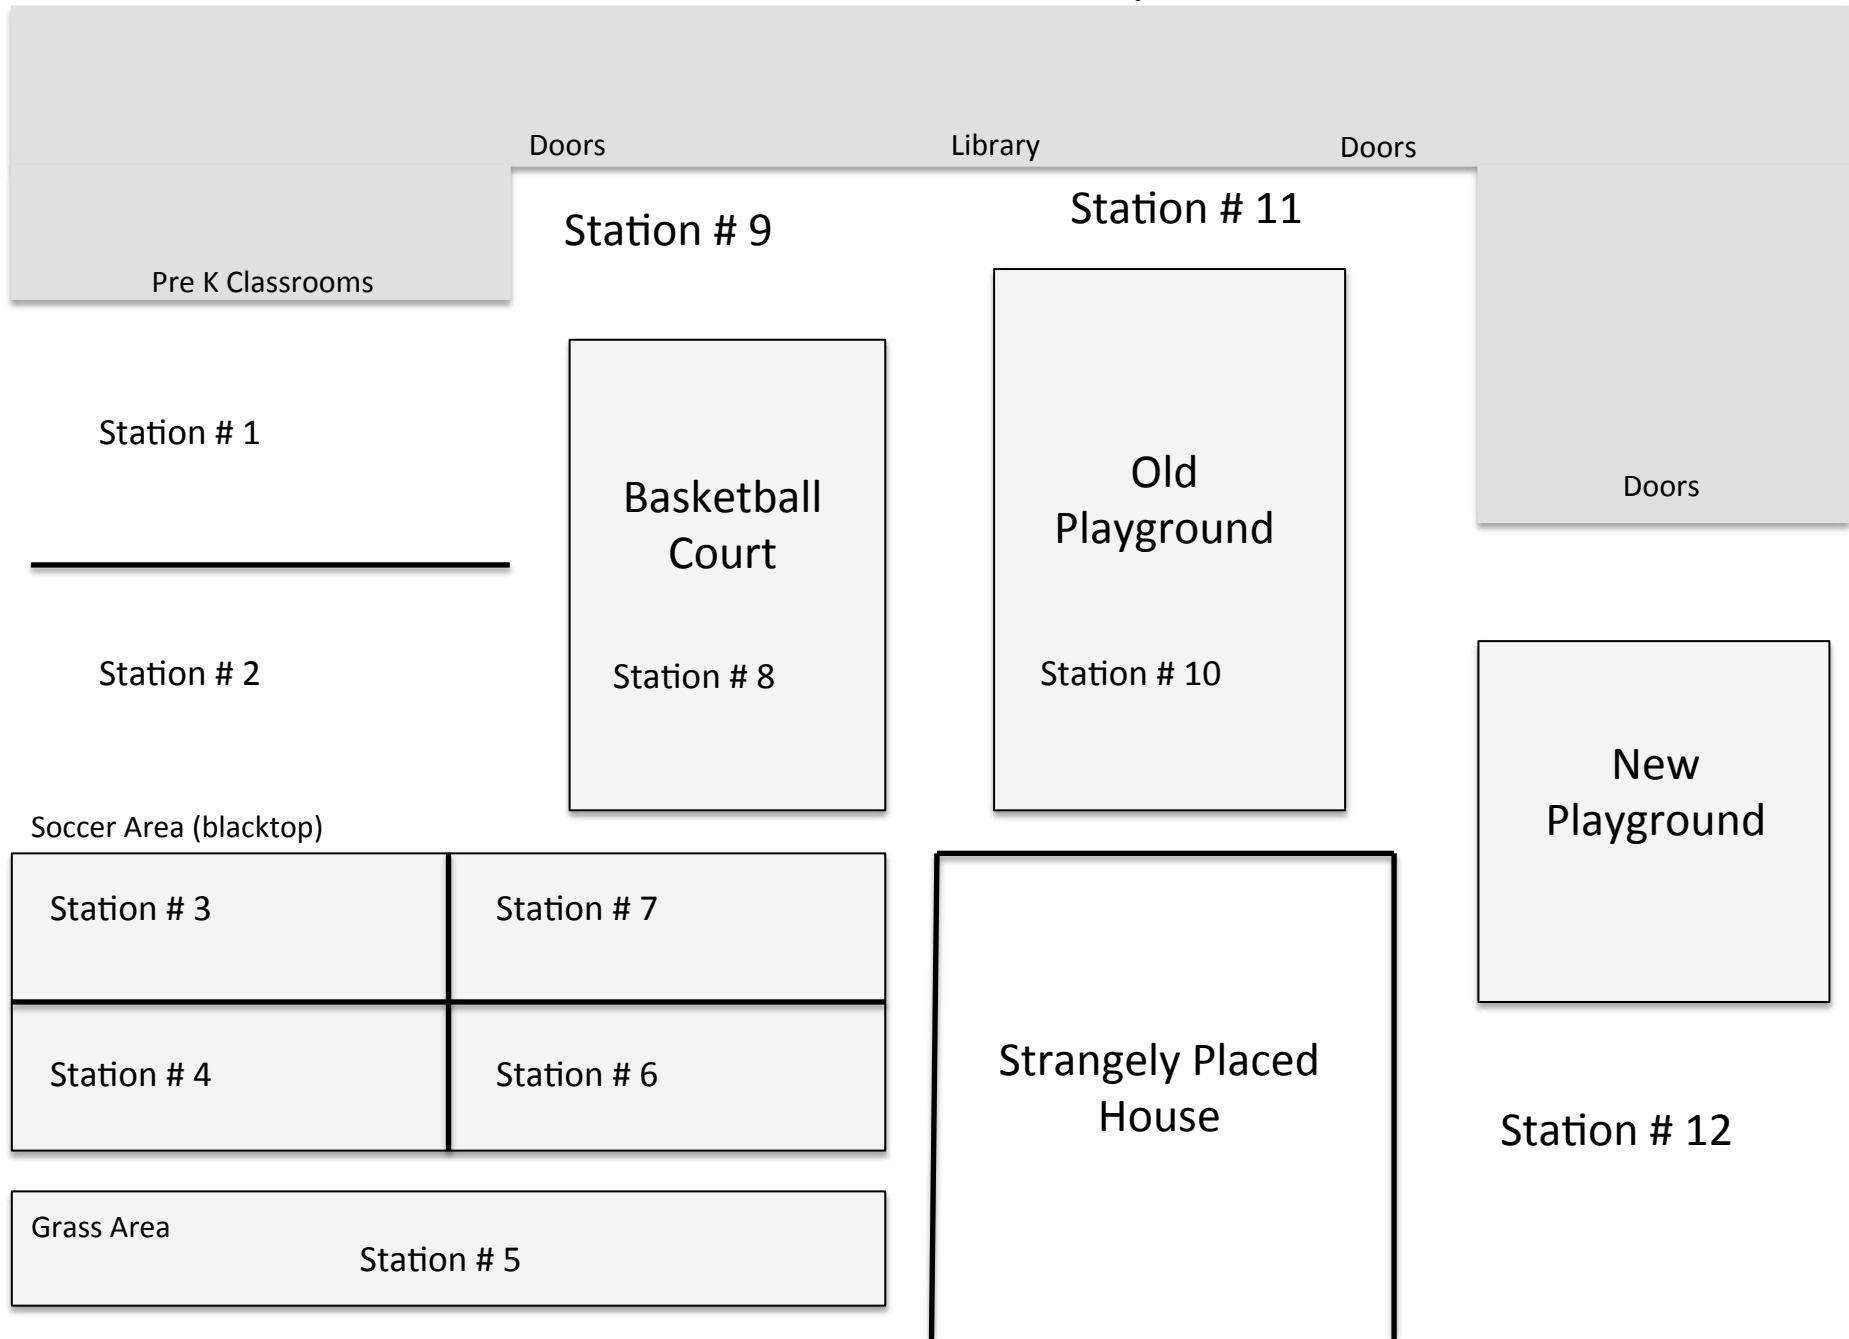 Doors
Library
Doors
Station # 9
Station # 11
Pre K Classrooms
Station # 1
Basketball
Court
Old
Playground
Doors
Station # 2
Station # 8
Station # 10
New
Playground
Soccer Area (blacktop)
Station # 3
Station # 7
Station # 4
Station # 6
Strangely Placed
House
Station # 12
Grass Area
Station # 5